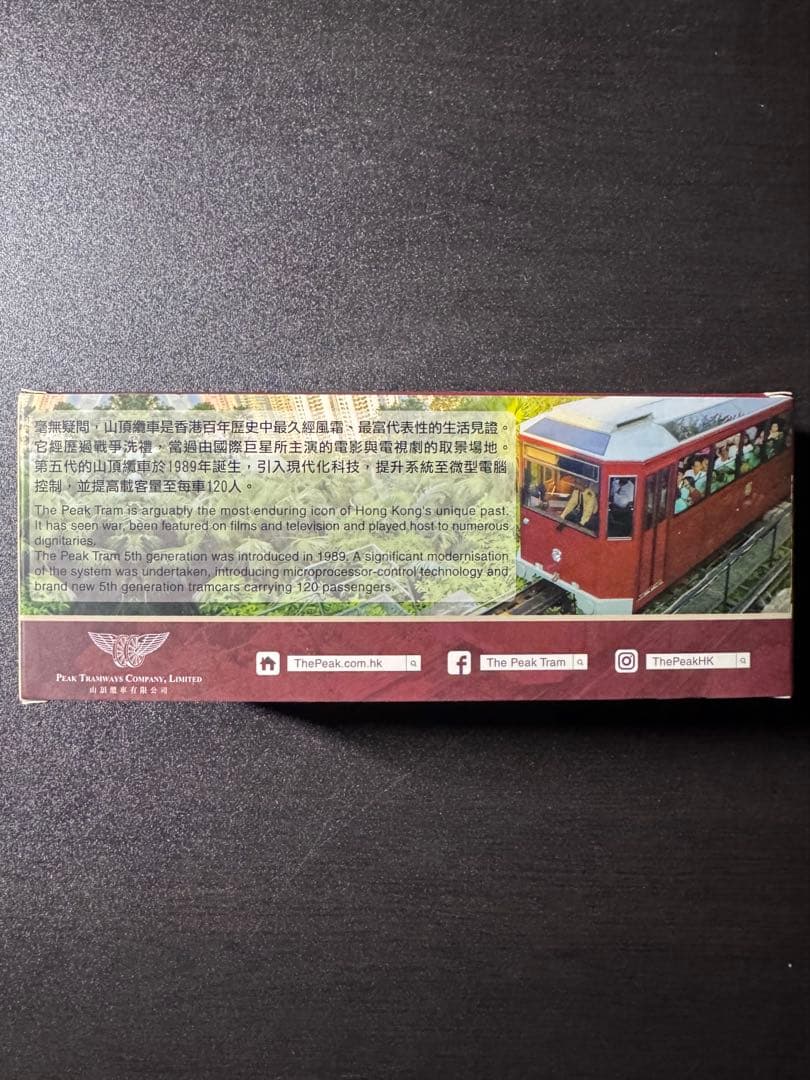 毫無疑問，山頂纜車是香港百年歷史中最久經風霜、最富代表性的生活見證。
它經歷過戰爭洗禮，當過由國際巨星所主演的電影與電視劇的取景場地。
第五代的山頂纜車於1989年誕生，引入現代化科技，提升系統至微型電腦
控制，並提高載客量至每車120人。
The Peak Tram is arguably the most enduring icon of Hong Kong's unique past.
It has seen war, been featured on films and television and played host to numerous
dignitaries.
The Peak Tram 5th generation was introduced in 1989. A significant modernisation
of the system was undertaken, introducing microprocessor-control technology and
brand new 5th generation tramcars carrying 120 passengers.
PEAK TRAMWAYS COMPANY, LIMITED
山頂纜車有限公司
ThePeak.com.hk
The Peak Tram
ThePeakHK